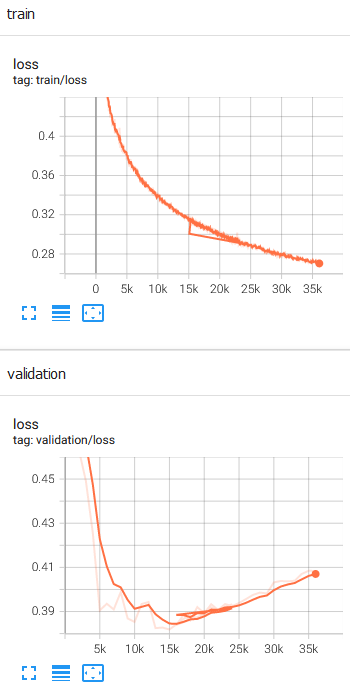 train
loss
tag: train/loss
0.4
0.36
0.32
0.28
0 5k 10k 15k 20k 25k 30k 35k
validation
loss
tag: validation/loss
0.45
0.43
0.41
0.39
5k 10k 15k 20k 25k 30k 35k